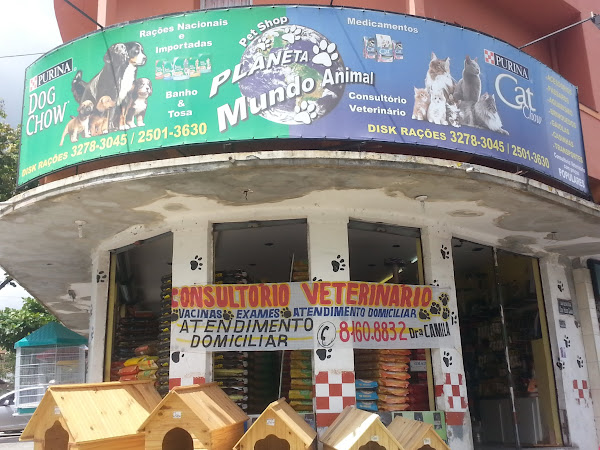 PURINA
DOG
CHOW
Rações Nacionais
e
Importadas
Banho
&
Tosa
DISK RAÇÕES 3278-3045 / 2501-3630
Pet Shop
PLANETA
Mundo Animal
Medicamentos
Consultório
Veterinário
DISK RAÇÕES 3278-3045 / 2501-3630
PURINA
Cat
CHOW
POPULARES
CONSULTORIO VETERINARIO
VACINAS EXAMES ATENDIMENTO DOMICILIAR
ATENDIMENTO
DOMICILIAR
8460.8832 Dra CAMILA